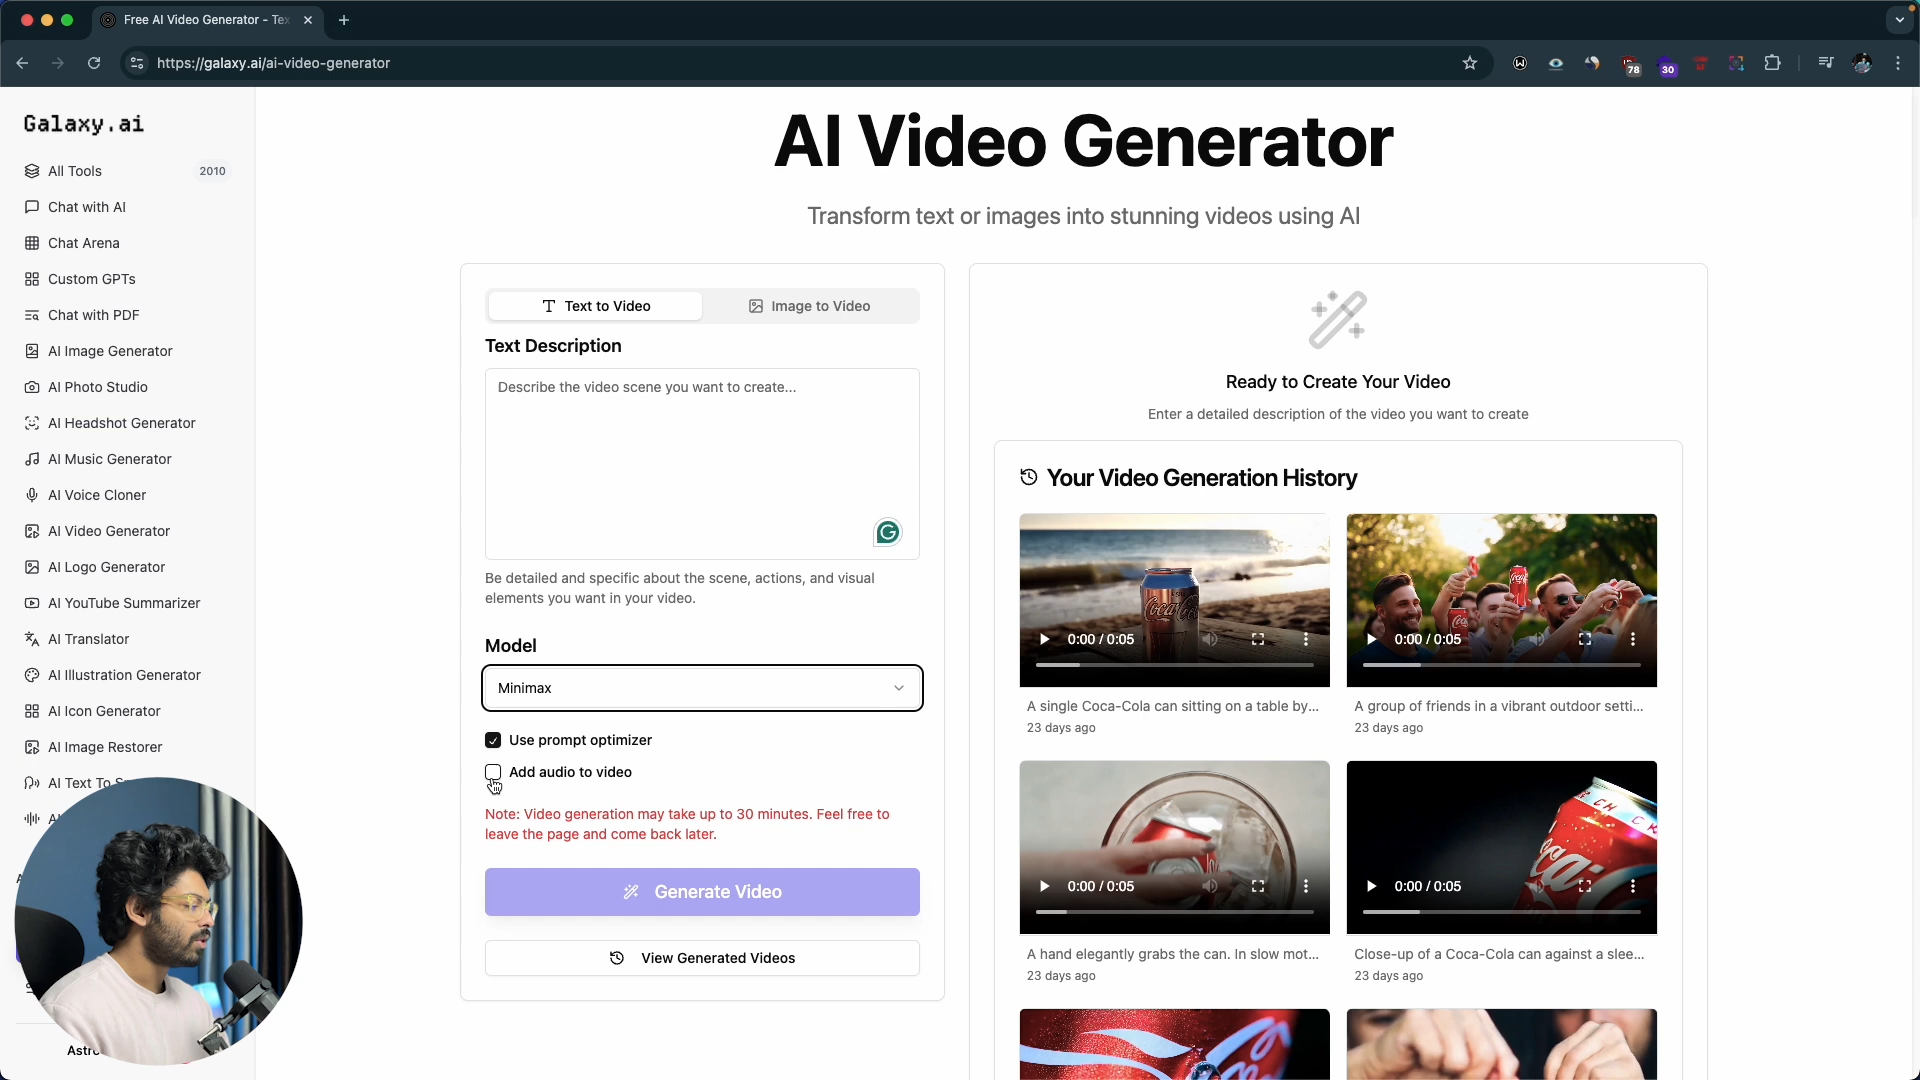 Free AI Video Generator - Tex
https://galaxy.ai/ai-video-generator
78
30
Galaxy.ai
All Tools
2010
Chat with AI
Chat Arena
Custom GPTs
Chat with PDF
AI Image Generator
AI Photo Studio
AI Headshot Generator
AI Music Generator
AI Voice Cloner
AI Video Generator
AI Logo Generator
AI YouTube Summarizer
AI Translator
AI Illustration Generator
AI Icon Generator
AI Image Restorer
AI Text To
AI Video Generator
Transform text or images into stunning videos using AI
Text to Video
Image to Video
Text Description
Describe the video scene you want to create...
Be detailed and specific about the scene, actions, and visual
elements you want in your video.
Model
Minimax
Use prompt optimizer
Add audio to video
Note: Video generation may take up to 30 minutes. Feel free to
leave the page and come back later.
Generate Video
View Generated Videos
Ready to Create Your Video
Enter a detailed description of the video you want to create
Your Video Generation History
0:00 / 0:05
0:00 / 0:05
A single Coca-Cola can sitting on a table by...
A group of friends in a vibrant outdoor setti...
23 days ago
23 days ago
0:00 / 0:05
0:00 / 0:05
A hand elegantly grabs the can. In slow mot...
Close-up of a Coca-Cola can against a slee...
23 days ago
23 days ago